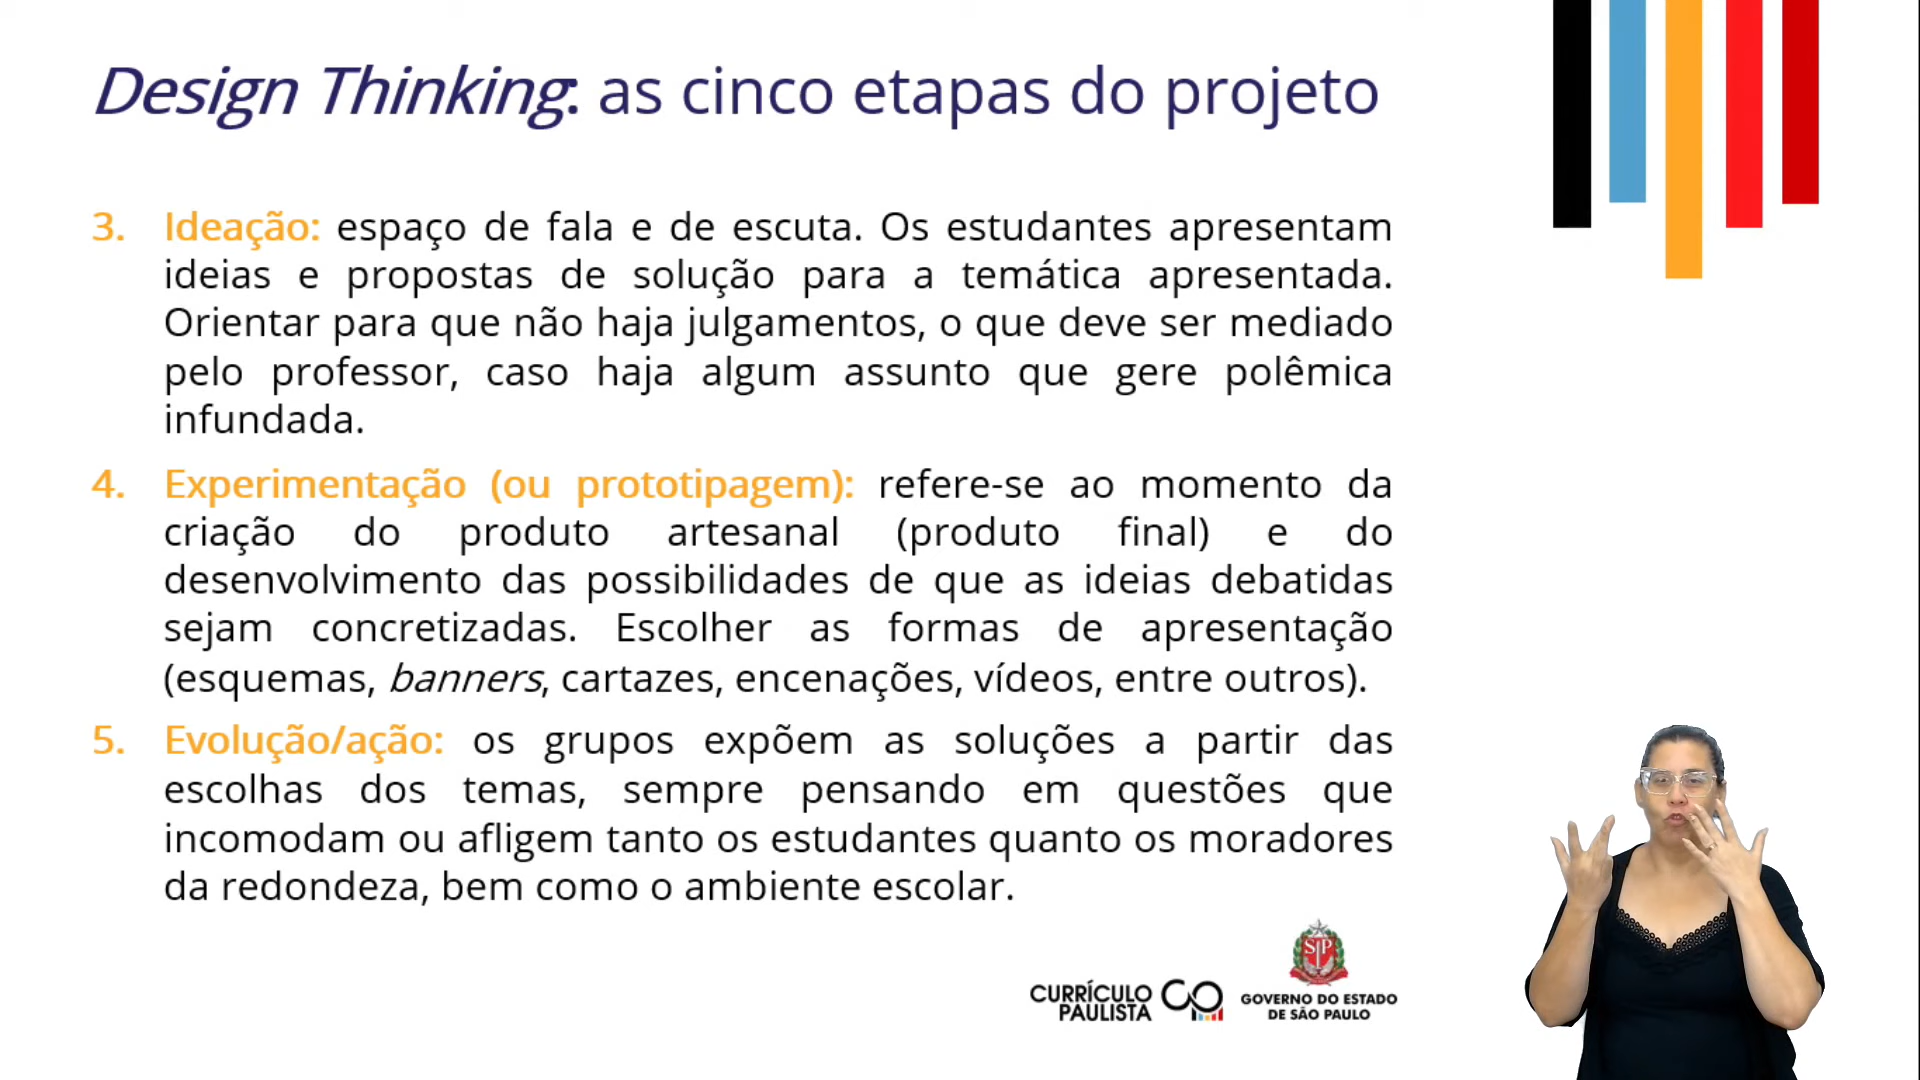 Design Thinking: as cinco etapas do projeto
3. Ideação: espaço de fala e de escuta. Os estudantes apresentam
ideias e propostas de solução para a temática apresentada.
Orientar para que não haja julgamentos, o que deve ser mediado
pelo professor, caso haja algum assunto que gere polêmica
infundada.
4. Experimentação (ou prototipagem): refere-se ao momento da
criação do produto artesanal (produto final) e do
desenvolvimento das possibilidades de que as ideias debatidas
sejam concretizadas. Escolher as formas de apresentação
(esquemas, banners, cartazes, encenações, vídeos, entre outros).
5. Evolução/ação: os grupos expõem as soluções a partir das
escolhas dos temas, sempre pensando em questões que
incomodam ou afligem tanto os estudantes quanto os moradores
da redondeza, bem como o ambiente escolar.
CURRÍCULO
PAULISTA
SP
GOVERNO DO ESTADO
DE SÃO PAULO